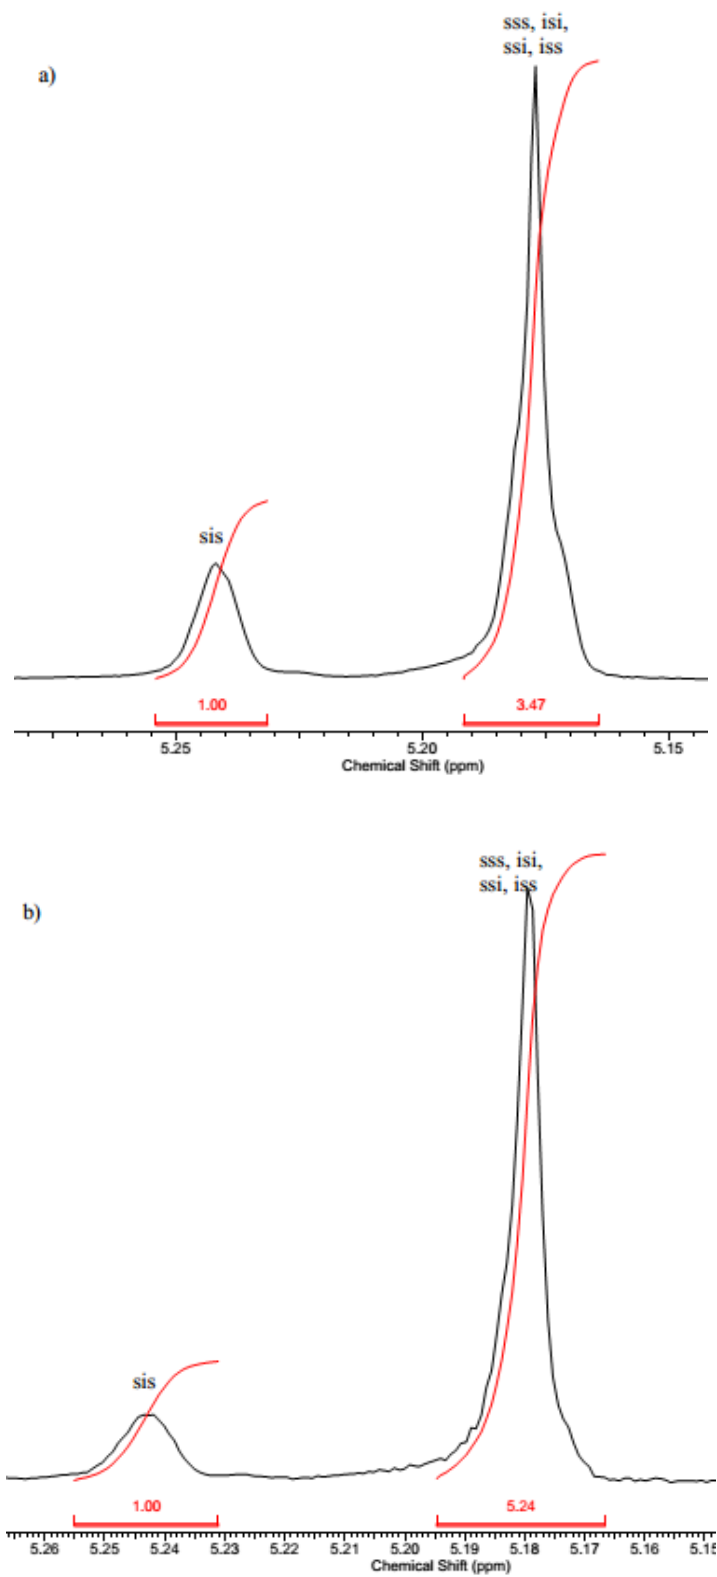 sss, isi,
ssi, iss
a)
sis
1.00
3.47
5.25
5.20
5.15
Chemical Shift (ppm)
sss, isi,
ssi, iss
b)
sis
1.00
5.24
5.26 5.25 5.24 5.23 5.22 5.21 5.20 5.19 5.18 5.17 5.16 5.15
Chemical Shift (ppm)